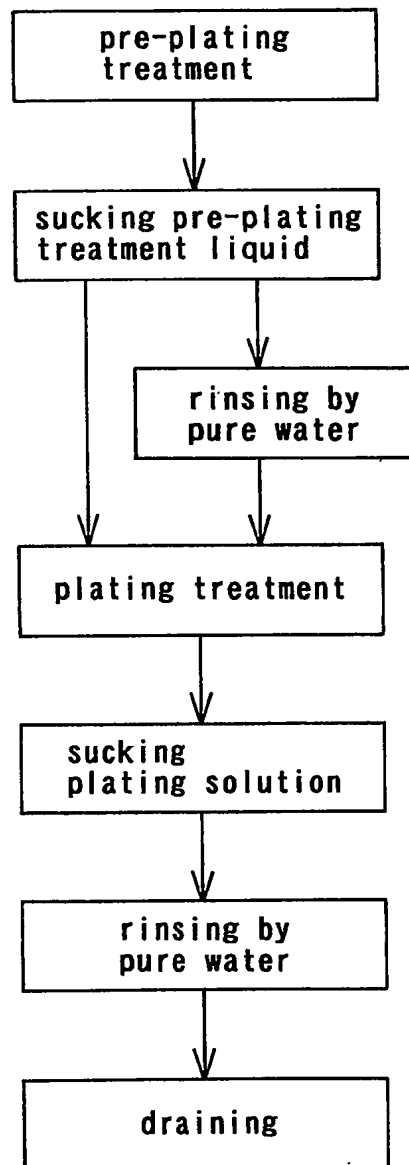 pre-plating
treatment
sucking pre-plating
treatment liquid
rinsing by
pure water
plating treatment
sucking
plating solution
rinsing by
pure water
draining